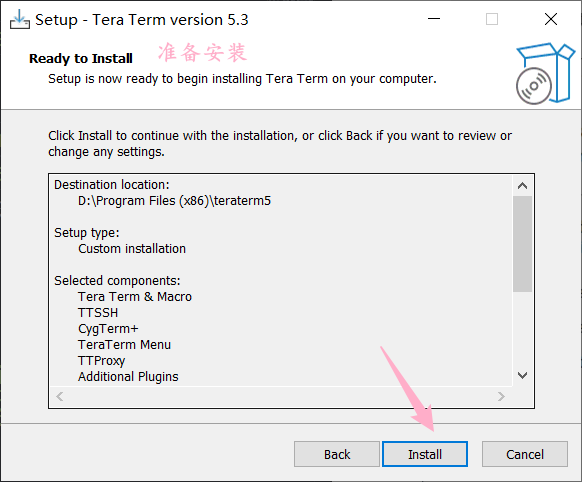 Setup - Tera Term version 5.3
Ready to Install 准备安装
Setup is now ready to begin installing Tera Term on your computer.
Click Install to continue with the installation, or click Back if you want to review or
change any settings.
Destination location:
D:\Program Files (x86)\teraterm5
Setup type:
Custom installation
Selected components:
Tera Term & Macro
TTSSH
CygTerm+
TeraTerm Menu
TTProxy
Additional Plugins
Back Install Cancel